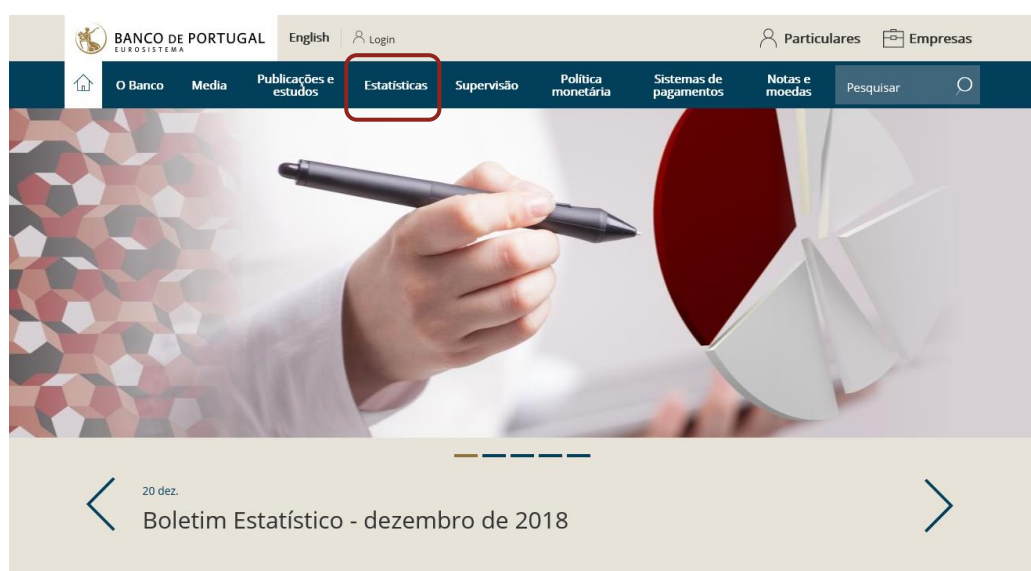 BANCO DE PORTUGAL
EUROSISTEMA
English
Login
Particulares
Empresas
O Banco
Media
Publicações e
estudos
Estatísticas
Supervisão
Política
monetária
Sistemas de
pagamentos
Notas e
moedas
Pesquisar
20 dez.
Boletim Estatístico - dezembro de 2018